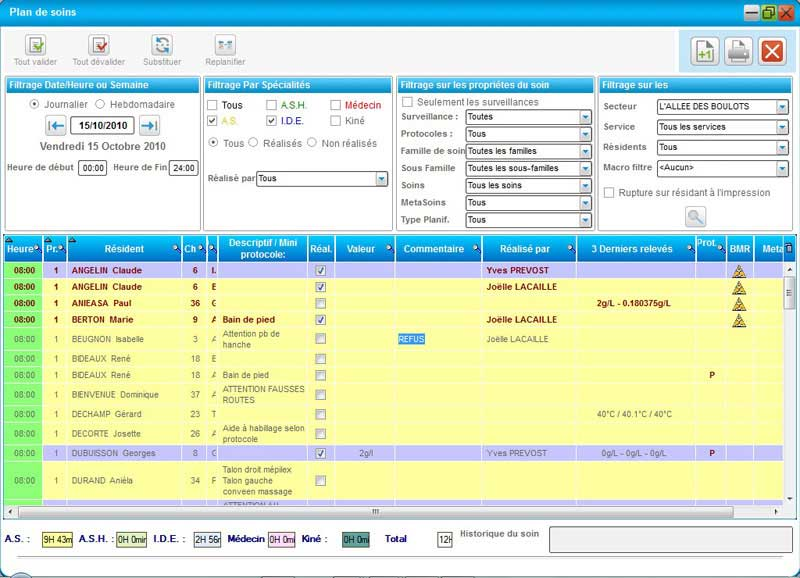 Plan de soins
Tout valider Tout dévalider Substituer Replanifier
+1
Filtrage Date/Heure ou Semaine
Journalier Hebdomadaire
15/10/2010
Vendredi 15 Octobre 2010
Heure de début 00:00 Heure de Fin 24:00
Filtrage Par Spécialités
Tous A.S.H. Médecin
A.S. I.D.E. Kiné
Tous Réalisés Non réalisés
Réalisé par Tous
Filtrage sur les propriétes du soin
Seulement les surveillances
Surveillance : Toutes
Protocoles : Tous
Famille de soin Toutes les familles
Sous Famille Toutes les sous-familles
Soins Tous les soins
MetaSoins Tous
Type Planif. Tous
Filtrage sur les
Secteur L'ALLEE DES BOULOTS
Service Tous les services
Résidents Tous
Macro filtre <Aucun>
Rupture sur résidant à l'impression
Heure Pr. Résident Ch Descriptif / Mini protocole: Réal. Valeur Commentaire Réalisé par 3 Derniers relevés Prot. BMR Meta
08:00 1 ANGELIN Claude 6 Yves PREVOST
08:00 1 ANGELIN Claude 6 Joëlle LACAILLE
08:00 1 ANIEASA Paul 36 2g/L - 0.180375g/L
08:00 1 BERTON Marie 9 Bain de pied Joëlle LACAILLE
08:00 1 BEUGNON Isabelle 3 Attention pb de hanche REFUS Joëlle LACAILLE
08:00 1 BIDEAUX René 18
08:00 1 BIDEAUX René 18 Bain de pied P
08:00 1 BIENVENUE Dominique 37 ATTENTION FAUSSES ROUTES
08:00 1 DECHAMP Gérard 23 40°C / 40.1°C / 40°C
08:00 1 DECORTE Josette 26 Aide à habillage selon protocole
08:00 1 DUBUISSON Georges 8 2g/l Yves PREVOST 0g/L - 0g/L - 0g/L P
08:00 1 DURAND Aniéla 34 Talon droit mépilex Talon gauche conveen massage
ATTENTION AU
A.S. : 9H 43m A.S.H. : 0H 0min I.D.E. : 2H 56m Médecin 0H 0mi Kiné : 0H 0mi Total 12H Historique du soin